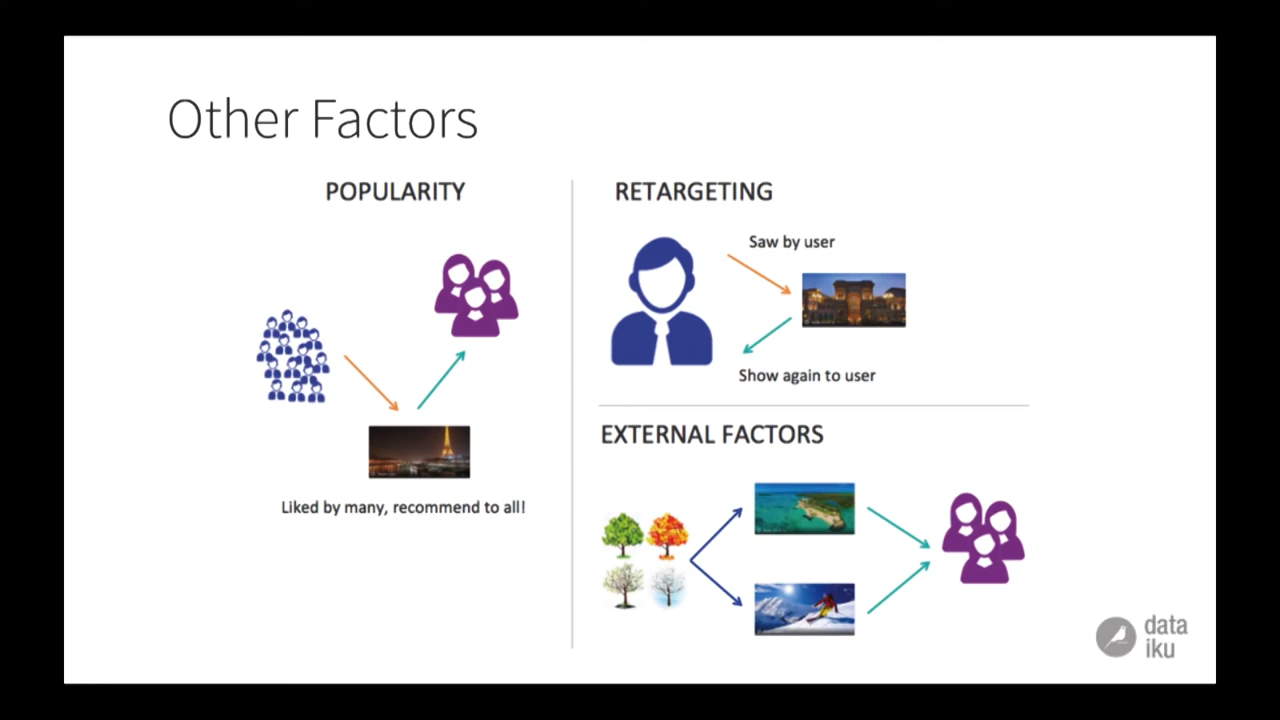 Other Factors
POPULARITY
Liked by many, recommend to all!
RETARGETING
Saw by user
Show again to user
EXTERNAL FACTORS
data
iku